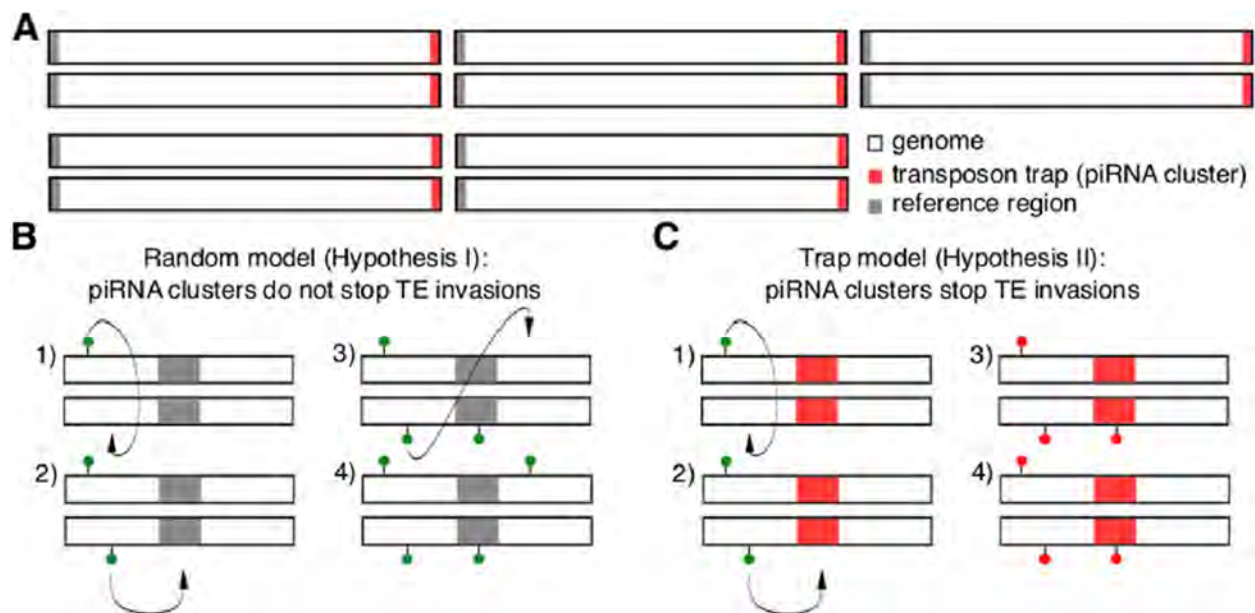 A
genome
transposon trap (piRNA cluster)
reference region
B
Random model (Hypothesis I):
piRNA clusters do not stop TE invasions
1)
3)
2)
4)
C
Trap model (Hypothesis II):
piRNA clusters stop TE invasions
1)
3)
2)
4)